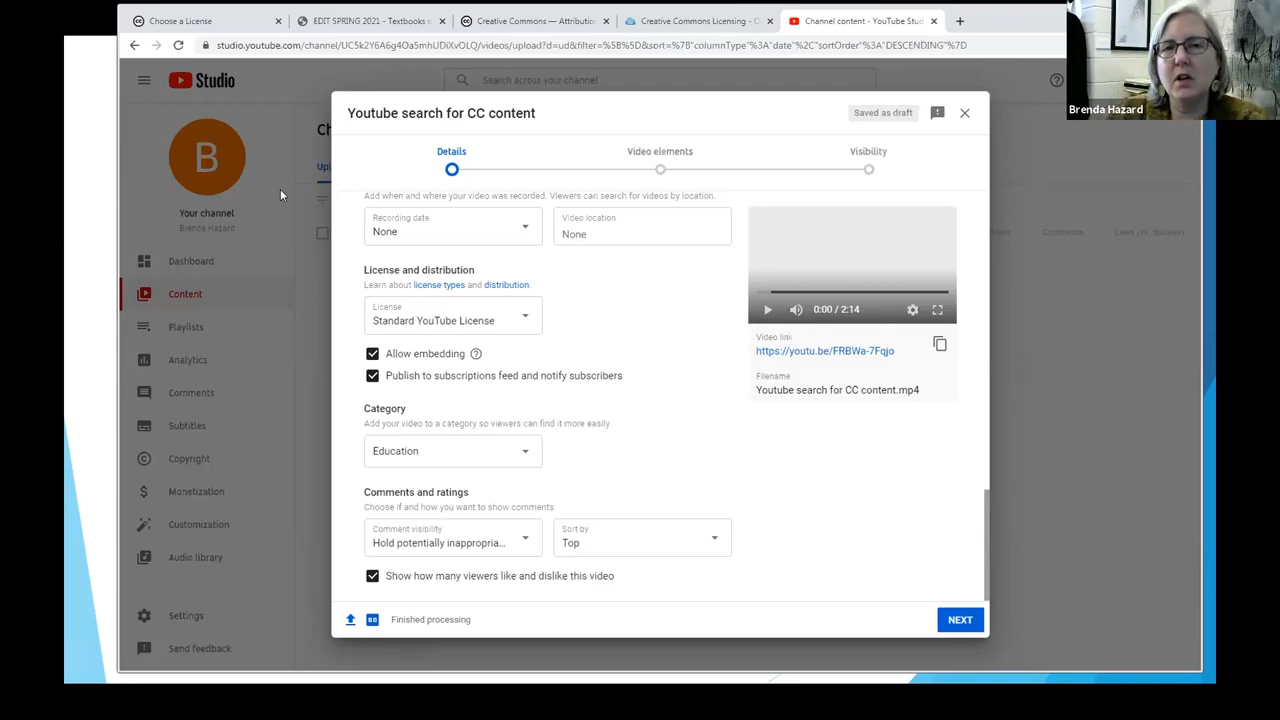 Choose a License
EDIT SPRING 2021 - Textbooks o
Creative Commons — Attribution
Creative Commons Licensing - O
Channel content - YouTube Stud
studio.youtube.com/channel/UC5k2Y6A6g4Oa5mhUDiXvOLQ/videos/upload?d=ud&filter=%5B%5D&sort=%7B"columnType"%3A"date"%2C"sortOrder"%3A"DESCENDING"%7D
Brenda Hazard
Studio
Search across your channel
Youtube search for CC content
Saved as draft
Details
Video elements
Visibility
B
Your channel
Brenda Hazard
Dashboard
Content
Playlists
Analytics
Comments
Subtitles
Copyright
Monetization
Customization
Audio library
Settings
Send feedback
Add when and where your video was recorded. Viewers can search for videos by location.
Recording date
None
Video location
None
License and distribution
Learn about license types and distribution.
License
Standard YouTube License
Allow embedding
Publish to subscriptions feed and notify subscribers
Category
Add your video to a category so viewers can find it more easily
Education
Comments and ratings
Choose if and how you want to show comments
Comment visibility
Hold potentially inappropria...
Sort by
Top
Show how many viewers like and dislike this video
0:00 / 2:14
Video link
https://youtu.be/FRBWa-7Fqjo
Filename
Youtube search for CC content.mp4
Comments
Likes (vs. dislikes)
Finished processing
NEXT